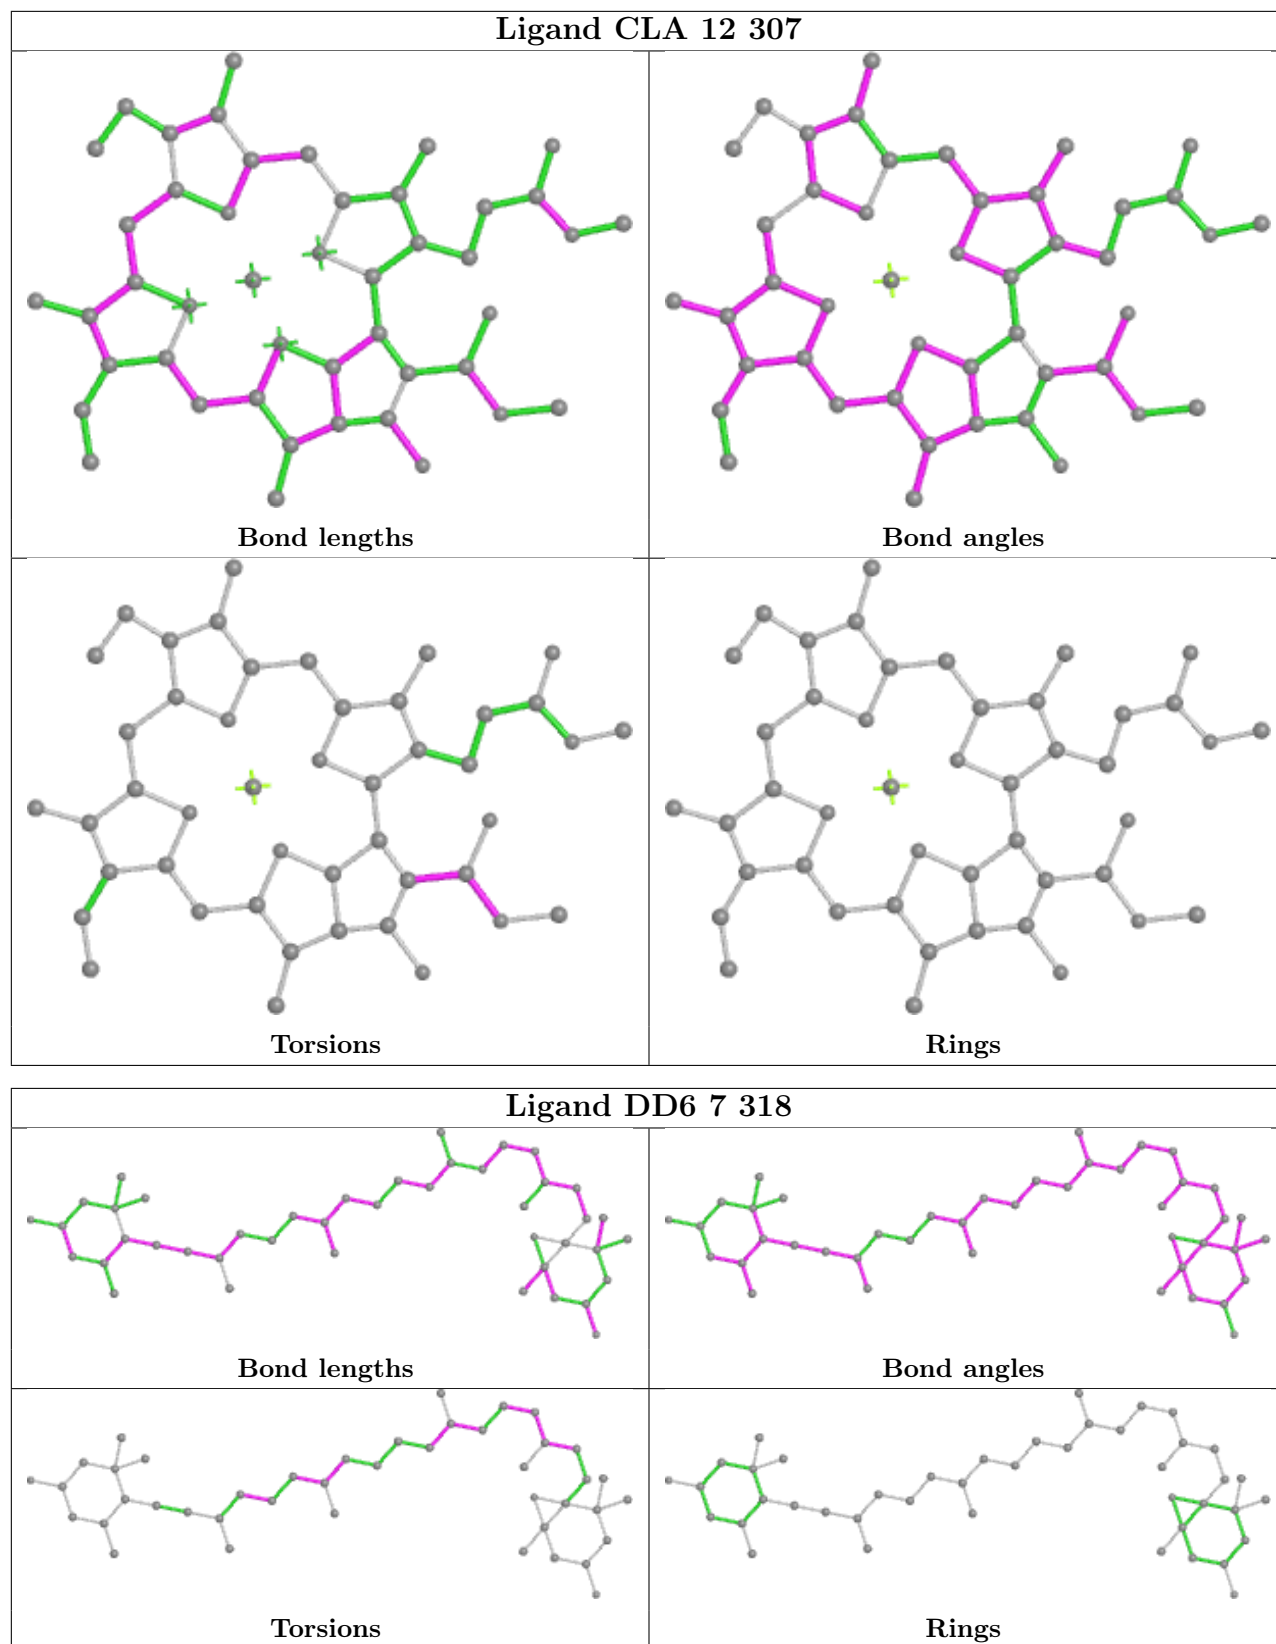 Ligand CLA 12 307
Bond lengths
Bond angles
Torsions
Rings
Ligand DD6 7 318
Bond lengths
Bond angles
Torsions
Rings